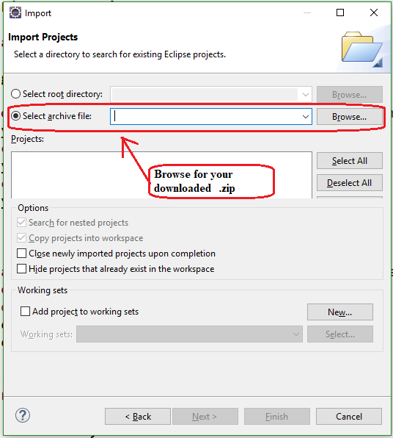 Import
Import Projects
Select a directory to search for existing Eclipse projects.
Select root directory:
Browse...
Select archive file:
Browse...
Projects:
Browse for your
downloaded .zip
Select All
Deselect All
Options
Search for nested projects
Copy projects into workspace
Close newly imported projects upon completion
Hide projects that already exist in the workspace
Working sets
Add project to working sets
New...
Working sets:
Select...
?
< Back
Next >
Finish
Cancel